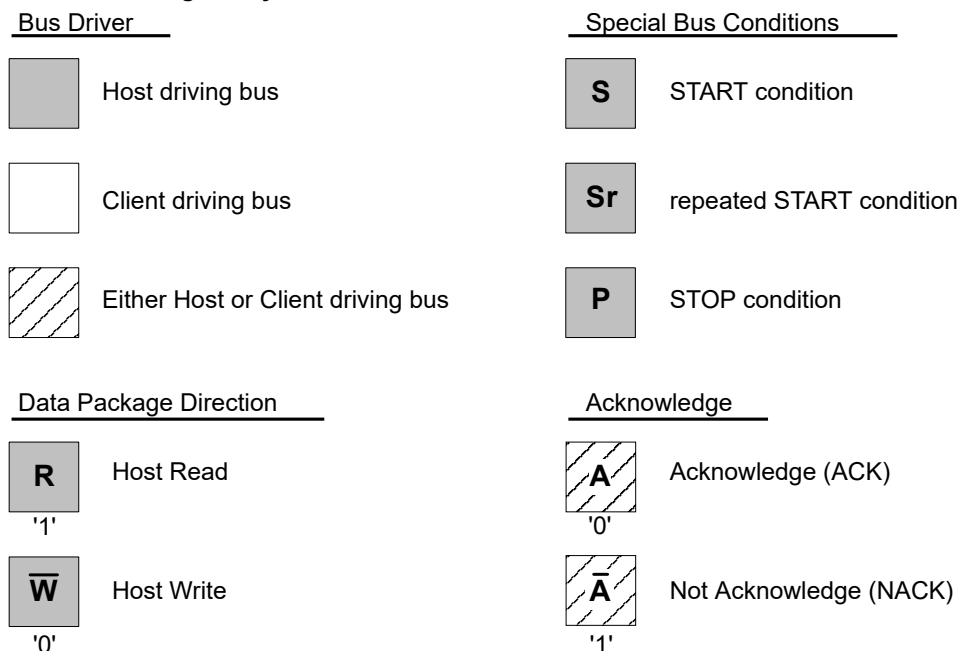 Bus Driver
Host driving bus
Client driving bus
Either Host or Client driving bus
Special Bus Conditions
S START condition
Sr repeated START condition
P STOP condition
Data Package Direction
R Host Read
'1'
W̅ Host Write
'0'
Acknowledge
A Acknowledge (ACK)
'0'
A̅ Not Acknowledge (NACK)
'1'